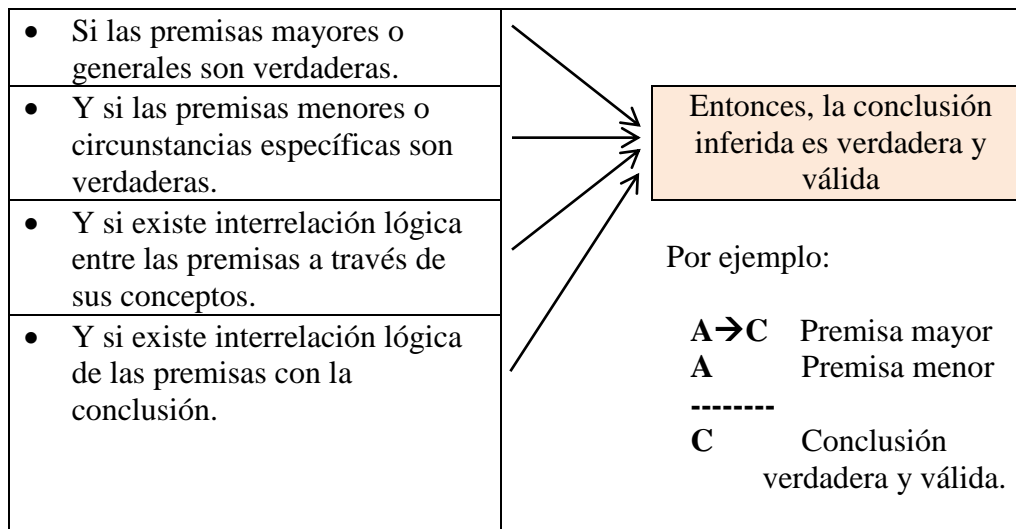 • Si las premisas mayores o
generales son verdaderas.
• Y si las premisas menores o
circunstancias específicas son
verdaderas.
• Y si existe interrelación lógica
entre las premisas a través de
sus conceptos.
• Y si existe interrelación lógica
de las premisas con la
conclusión.
Entonces, la conclusión
inferida es verdadera y
válida
Por ejemplo:
A→C Premisa mayor
A Premisa menor
--------
C Conclusión
verdadera y válida.